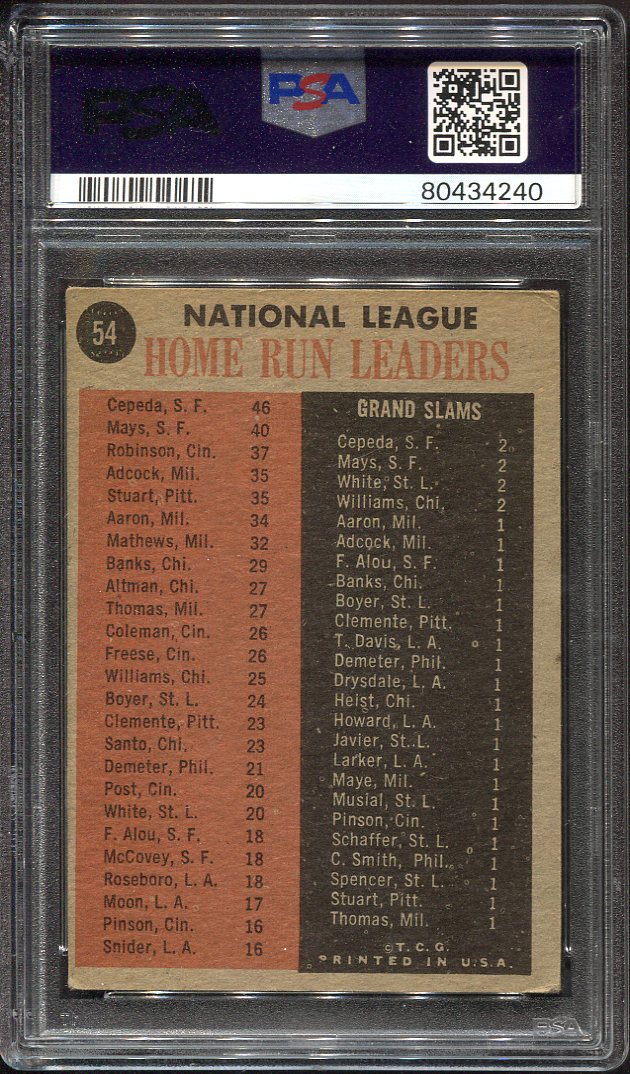 PSA
PSA
80434240
54
NATIONAL LEAGUE
HOME RUN LEADERS
Cepeda, S. F. 46
Mays, S. F. 40
Robinson, Cin. 37
Adcock, Mil. 35
Stuart, Pitt. 35
Aaron, Mil. 34
Mathews, Mil. 32
Banks, Chi. 29
Altman, Chi. 27
Thomas, Mil. 27
Coleman, Cin. 26
Freese, Cin. 26
Williams, Chi. 25
Boyer, St. L. 24
Clemente, Pitt. 23
Santo, Chi. 23
Demeter, Phil. 21
Post, Cin. 20
White, St. L. 20
F. Alou, S. F. 18
McCovey, S. F. 18
Roseboro, L. A. 18
Moon, L. A. 17
Pinson, Cin. 16
Snider, L. A. 16
GRAND SLAMS
Cepeda, S. F. 2
Mays, S. F. 2
White, St. L. 2
Williams, Chi. 2
Aaron, Mil. 1
Adcock, Mil. 1
F. Alou, S. F. 1
Banks, Chi. 1
Boyer, St. L. 1
Clemente, Pitt. 1
T. Davis, L. A. 1
Demeter, Phil. 1
Drysdale, L. A. 1
Heist, Chi. 1
Howard, L. A. 1
Javier, St. L. 1
Larker, L. A. 1
Maye, Mil. 1
Musial, St. L. 1
Pinson, Cin. 1
Schaffer, St. L. 1
C. Smith, Phil. 1
Spencer, St. L. 1
Stuart, Pitt. 1
Thomas, Mil. 1
©T.C.G.
PRINTED IN U.S.A.
PSA